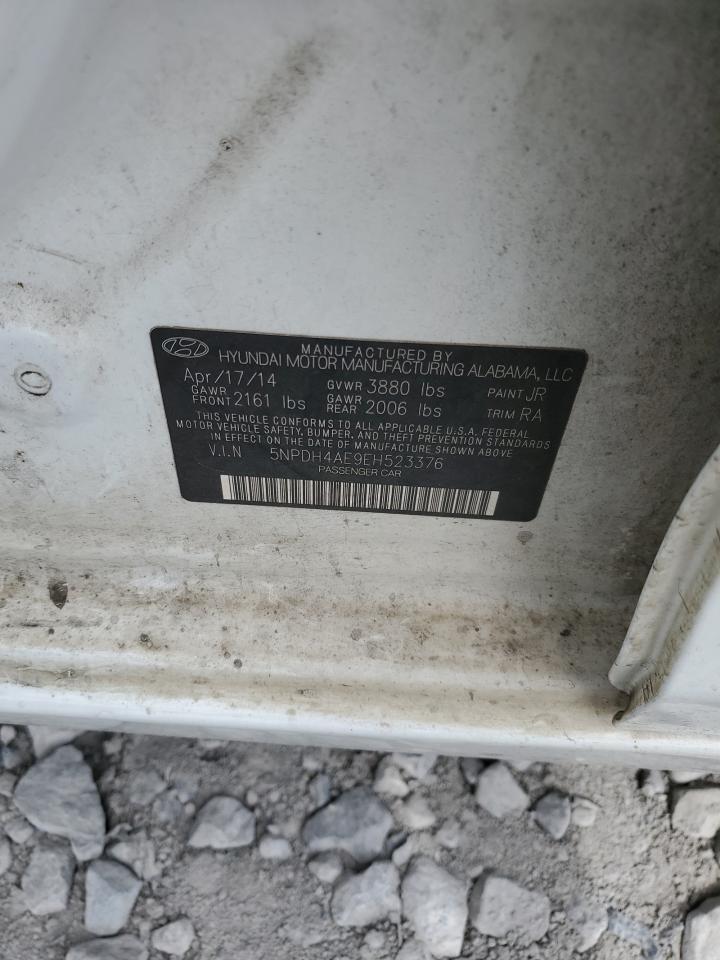 MANUFACTURED BY
HYUNDAI MOTOR MANUFACTURING ALABAMA, LLC
Apr/17/14 GVWR 3880 lbs PAINT JR
GAWR FRONT 2161 lbs GAWR REAR 2006 lbs TRIM RA
THIS VEHICLE CONFORMS TO ALL APPLICABLE U.S.A. FEDERAL
MOTOR VEHICLE SAFETY, BUMPER, AND THEFT PREVENTION STANDARDS
IN EFFECT ON THE DATE OF MANUFACTURE SHOWN ABOVE.
V.I.N 5NPDH4AE9EH523376
PASSENGER CAR